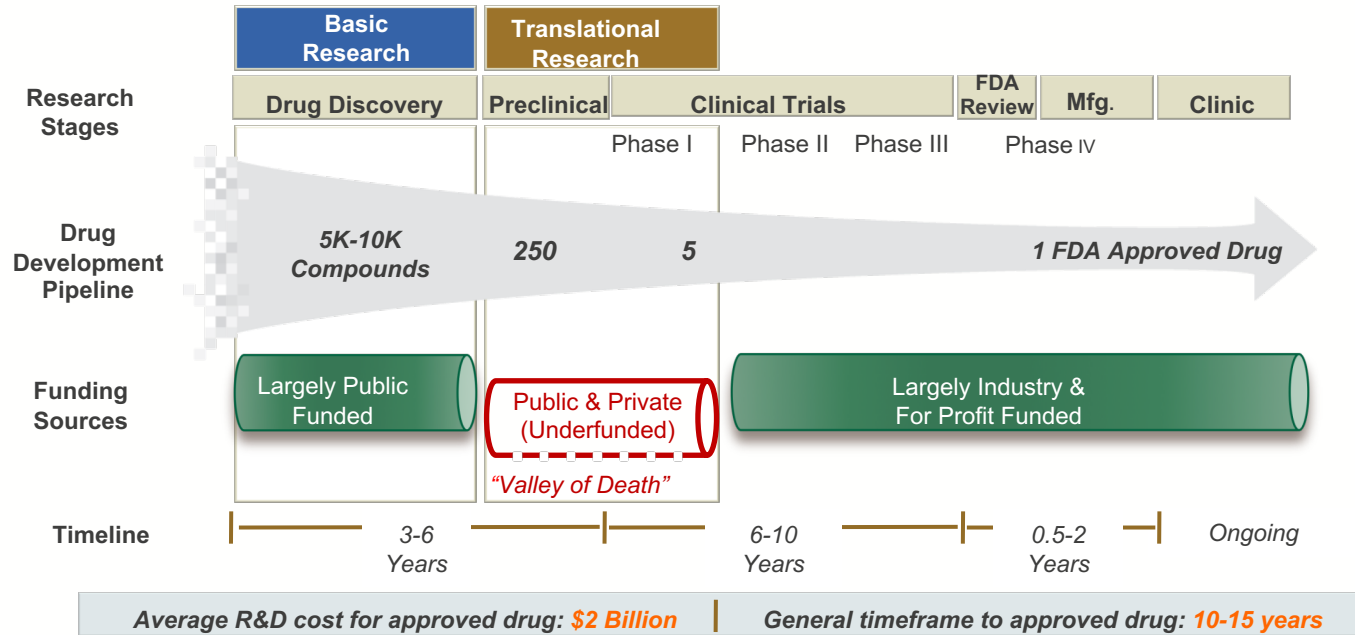 Basic
Research
Translational
Research
Research
Stages
Drug Discovery
Preclinical
Clinical Trials
FDA
Review
Mfg.
Clinic
Phase I
Phase II
Phase III
Phase IV
Drug
Development
Pipeline
5K-10K
Compounds
250
5
1 FDA Approved Drug
Funding
Sources
Largely Public
Funded
Public & Private
(Underfunded)
Largely Industry &
For Profit Funded
“Valley of Death”
Timeline
3-6
Years
6-10
Years
0.5-2
Years
Ongoing
Average R&D cost for approved drug: $2 Billion
General timeframe to approved drug: 10-15 years